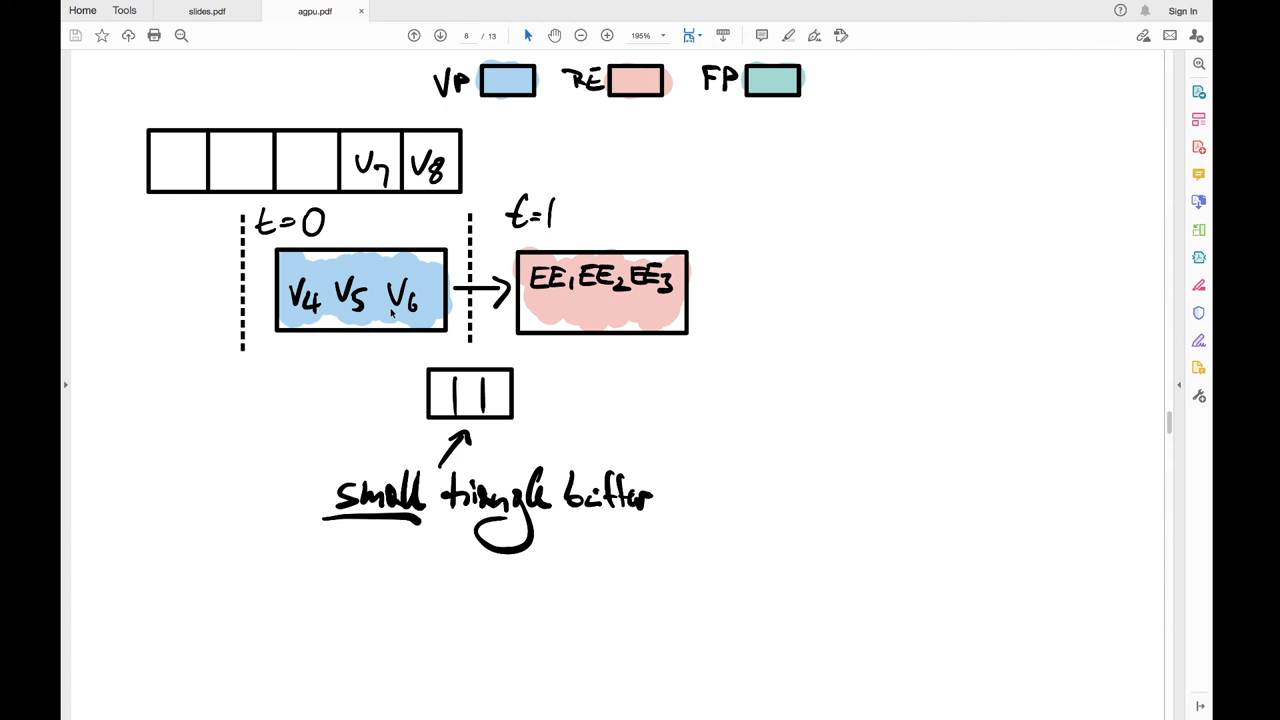 Home Tools slides.pdf agpu.pdf × Sign In
8 / 13 195%
VP RE FP
V7 V8
t=0 t=1
V4 V5 V6 EE1 EE2 EE3
small triangle buffer